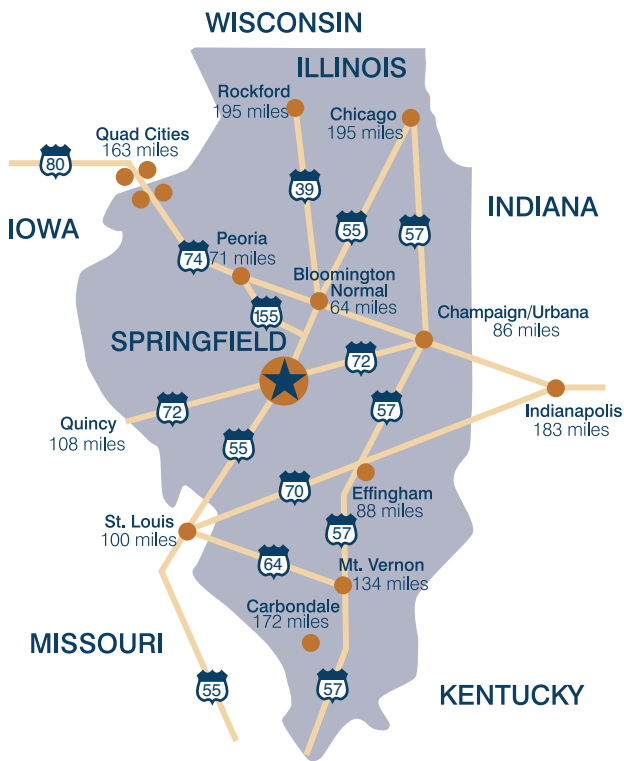 WISCONSIN
ILLINOIS
Rockford
195 miles
Chicago
195 miles
Quad Cities
163 miles
80
39
INDIANA
IOWA
55
57
Peoria
71 miles
74
Bloomington
Normal
64 miles
155
Champaign/Urbana
86 miles
SPRINGFIELD
72
72
57
Indianapolis
183 miles
Quincy
108 miles
55
70
Effingham
88 miles
St. Louis
100 miles
57
64
Mt. Vernon
134 miles
Carbondale
172 miles
MISSOURI
55
57
KENTUCKY